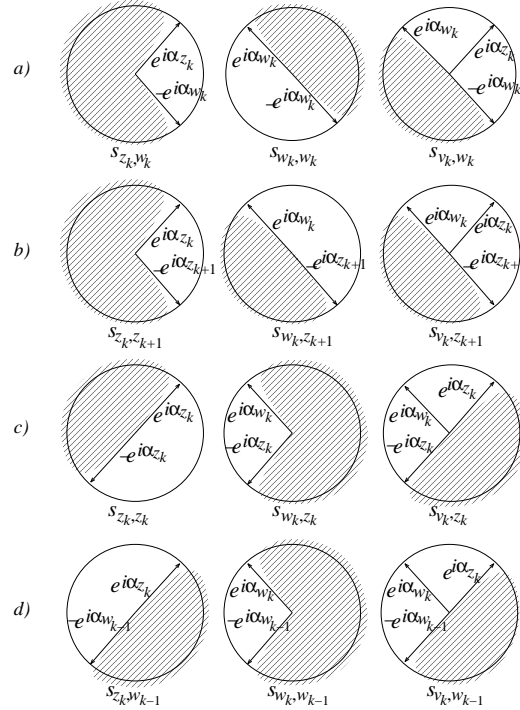 a) e^{iα_{z_k}} -e^{iα_{w_k}} e^{iα_{w_k}} -e^{iα_{w_k}} e^{iα_{w_k}} e^{iα_{z_k}} -e^{iα_{w_k}}
s_{z_k,w_k} s_{w_k,w_k} s_{v_k,w_k}
b) e^{iα_{z_k}} -e^{iα_{z_{k+1}}} e^{iα_{w_k}} -e^{iα_{z_{k+1}}} e^{iα_{w_k}} e^{iα_{z_k}} -e^{iα_{z_{k+}}}
s_{z_k,z_{k+1}} s_{w_k,z_{k+1}} s_{v_k,z_{k+1}}
c) e^{iα_{z_k}} -e^{iα_{z_k}} e^{iα_{w_k}} -e^{iα_{z_k}} e^{iα_{z_k}} e^{iα_{w_k}} -e^{iα_{z_k}}
s_{z_k,z_k} s_{w_k,z_k} s_{v_k,z_k}
d) e^{iα_{z_k}} -e^{iα_{w_{k-1}}} e^{iα_{w_k}} -e^{iα_{w_{k-1}}} e^{iα_{z_k}} e^{iα_{w_k}} -e^{iα_{w_{k-1}}}
s_{z_k,w_{k-1}} s_{w_k,w_{k-1}} s_{v_k,w_{k-1}}